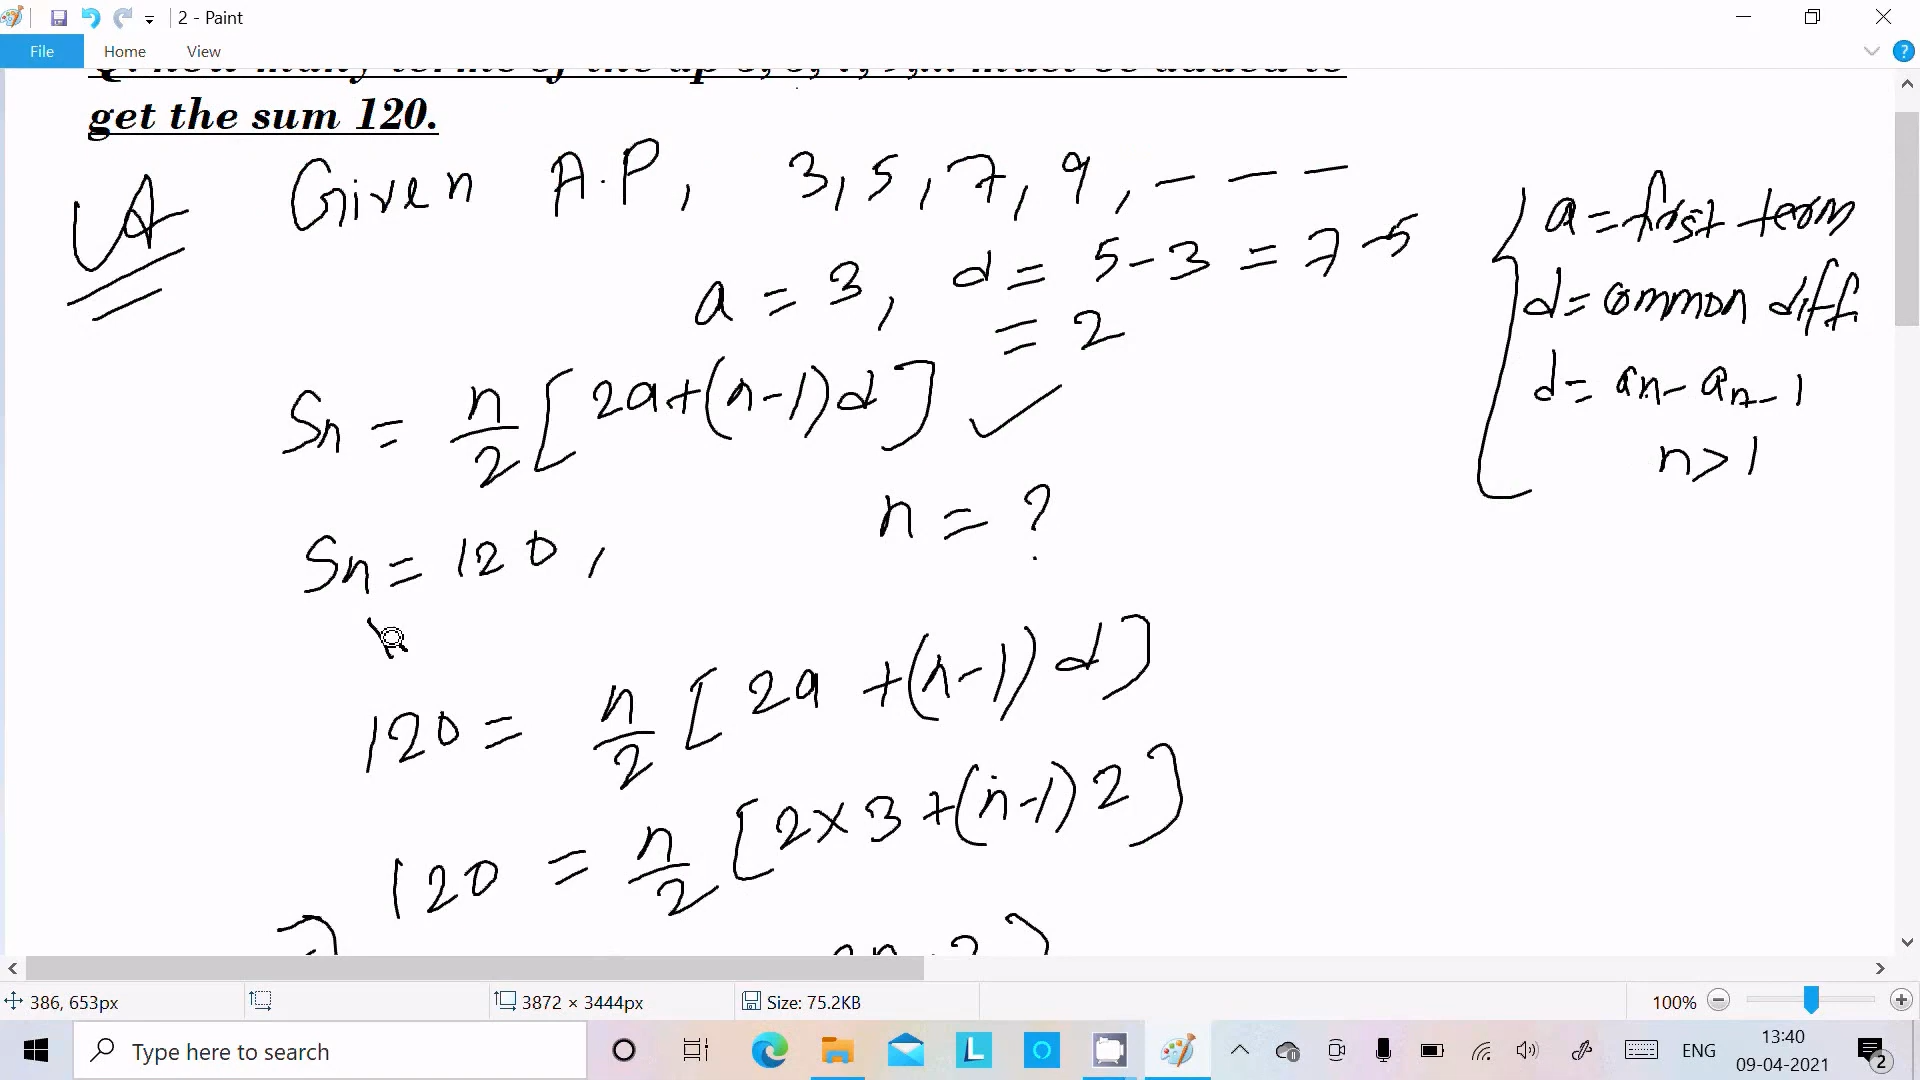 2 - Paint
File Home View
get the sum 120.
Given A.P, 3, 5, 7, 9, - - -
a = 3, d = 5 - 3 = 7 - 5
= 2
Sn = n/2 [2a+(n-1)d]
Sn = 120, n = ?
120 = n/2 [2a +(n-1)d]
120 = n/2 [2×3+(n-1)2]
a = first term
d = common diff
d = an - an-1
n > 1
386, 653px 3872 × 3444px Size: 75.2KB 100%
Type here to search
ENG
13:40
09-04-2021
2